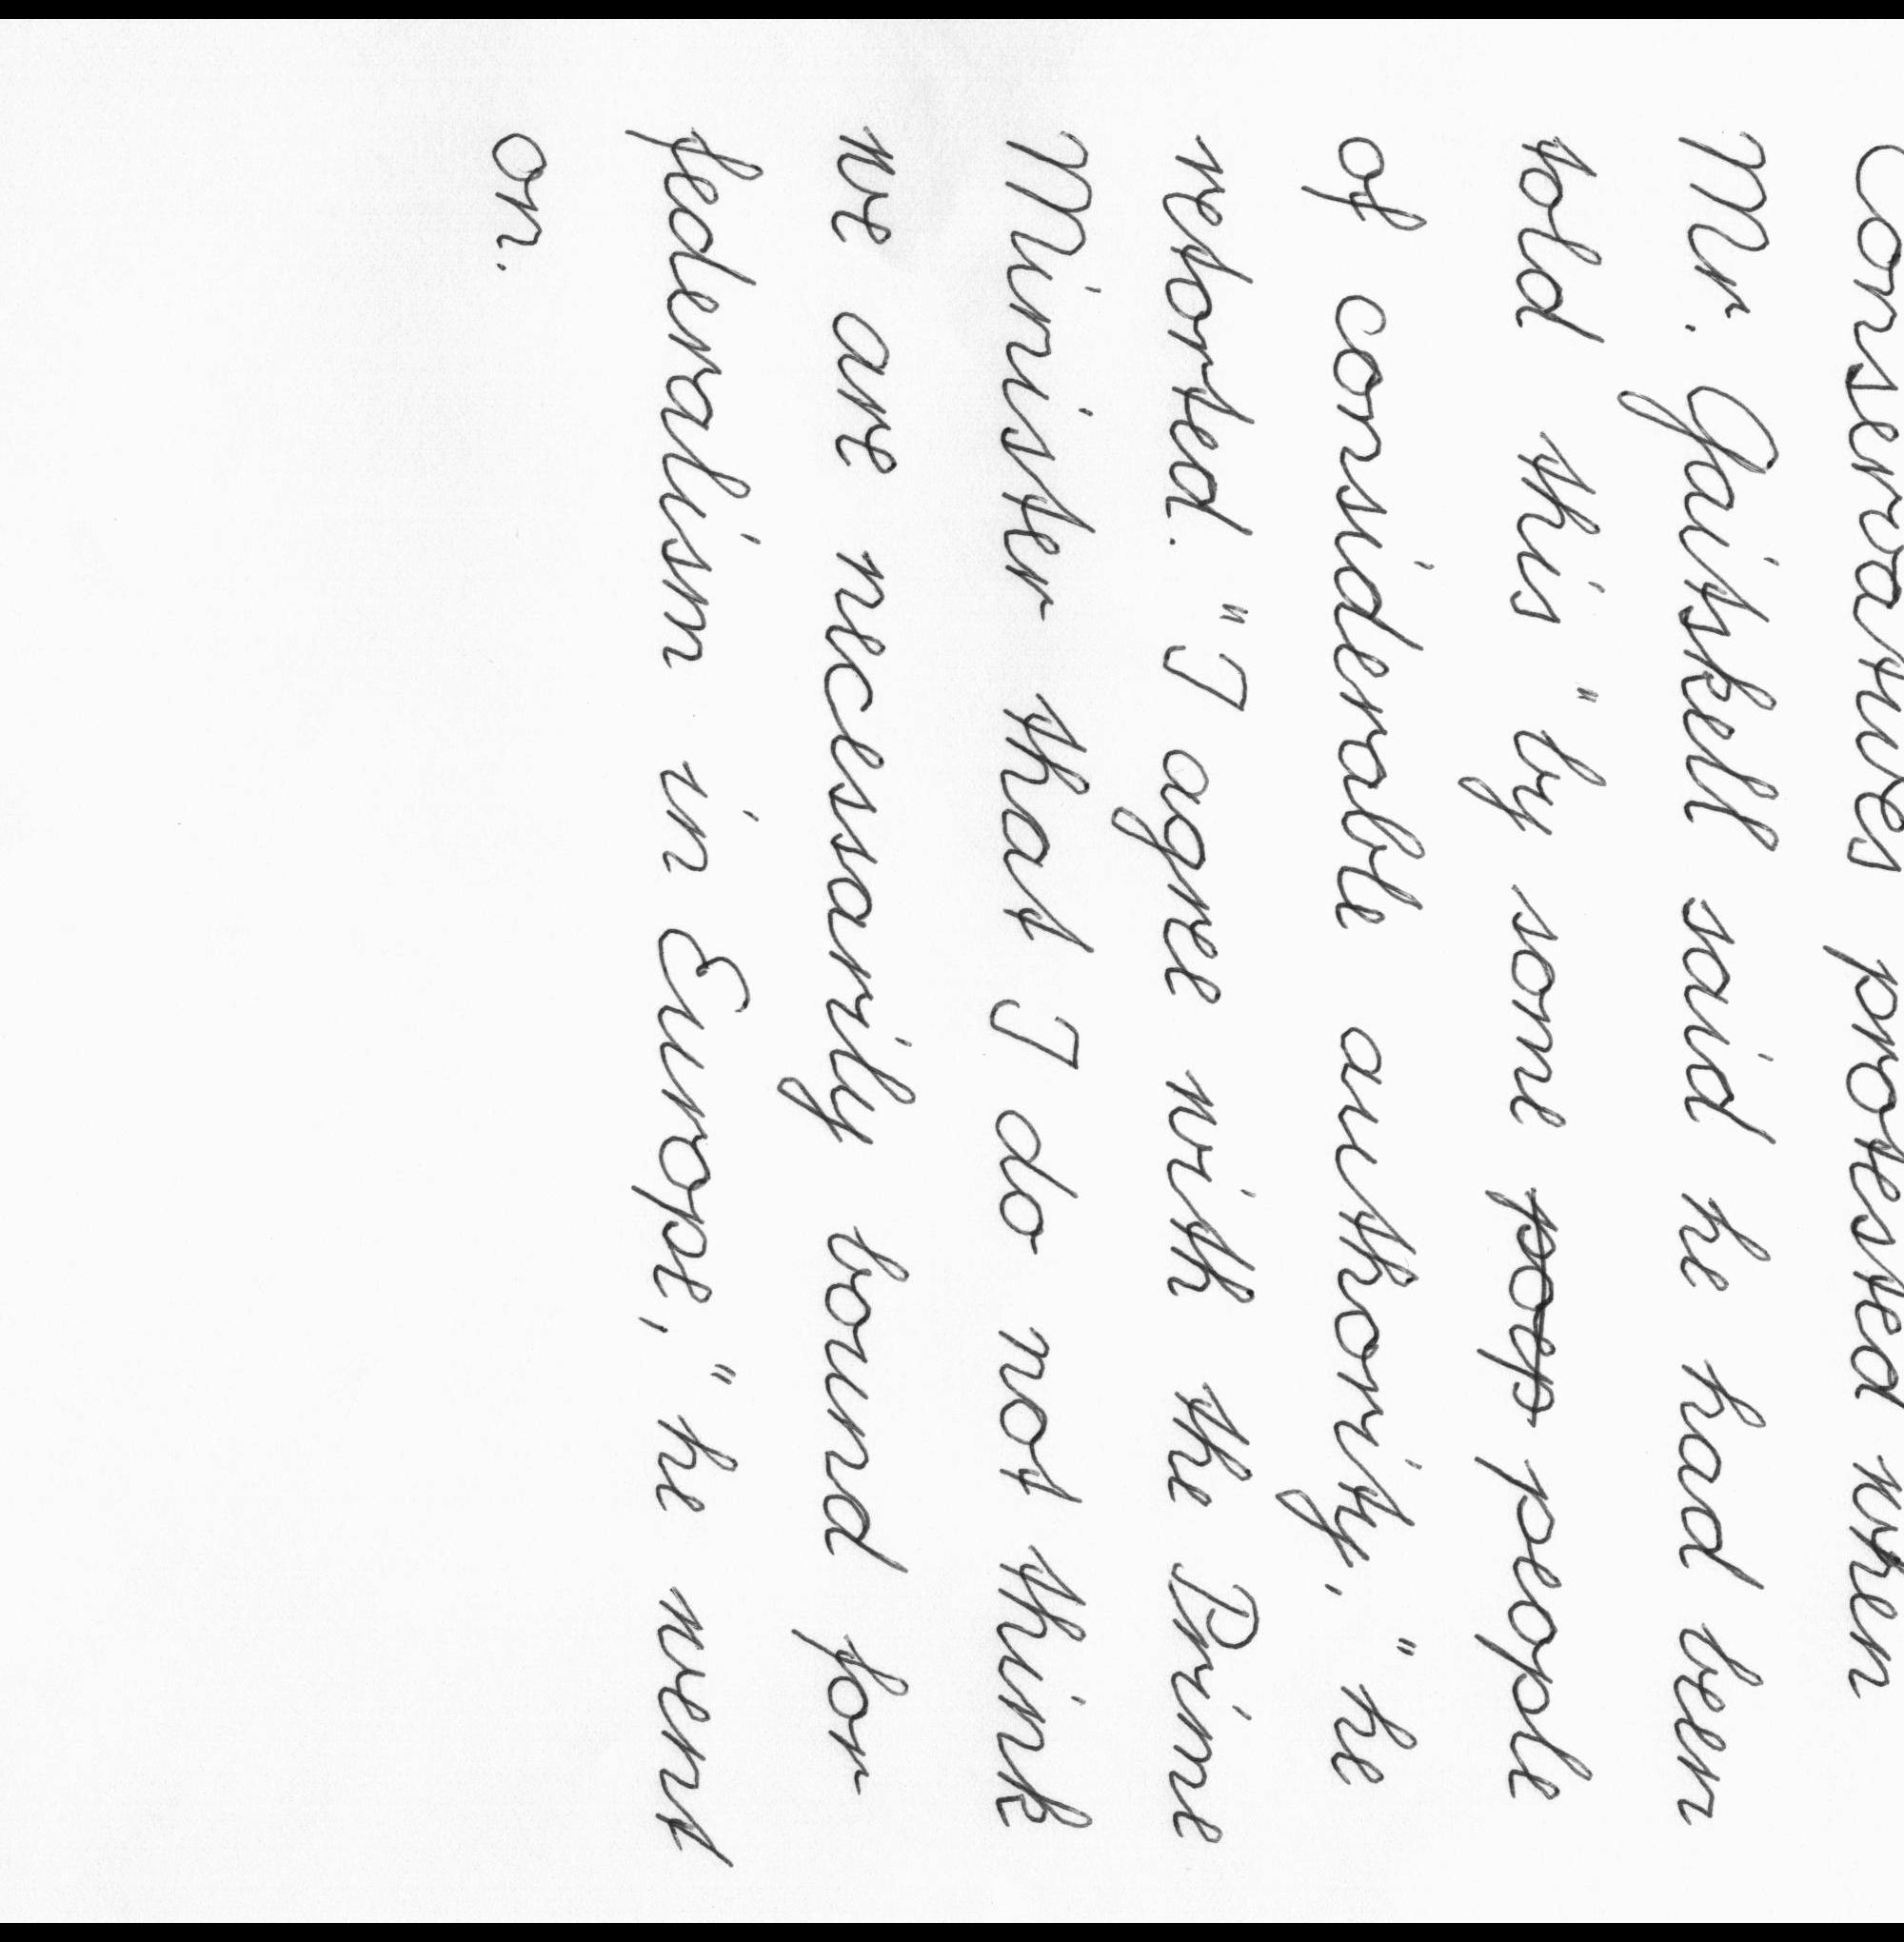 Conservatives protested when
Mr. Gaitskell said he had been
told this "by some poep people
of considerable authority," he
retorted. "I agree with the Prime
Minister that I do not think
we are necessarily bound for
federalism in Europe," he went
on.